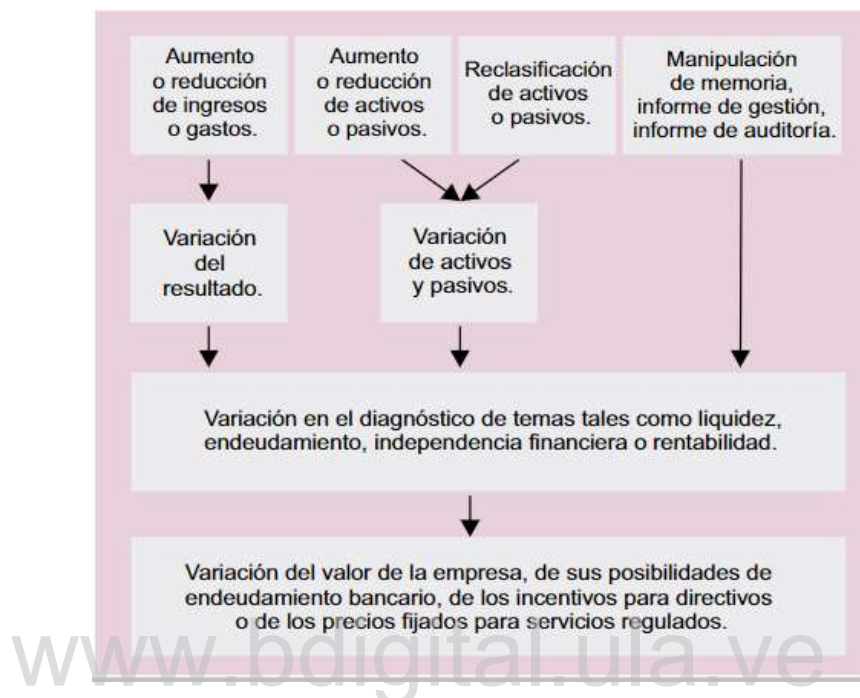 Aumento
o reducción
de ingresos
o gastos.
Aumento
o reducción
de activos
o pasivos.
Reclasificación
de activos
o pasivos.
Manipulación
de memoria,
informe de gestión,
informe de auditoría.
Variación
del
resultado.
Variación
de activos
y pasivos.
Variación en el diagnóstico de temas tales como liquidez,
endeudamiento, independencia financiera o rentabilidad.
Variación del valor de la empresa, de sus posibilidades de
endeudamiento bancario, de los incentivos para directivos
o de los precios fijados para servicios regulados.
www.bdigital.ula.ve